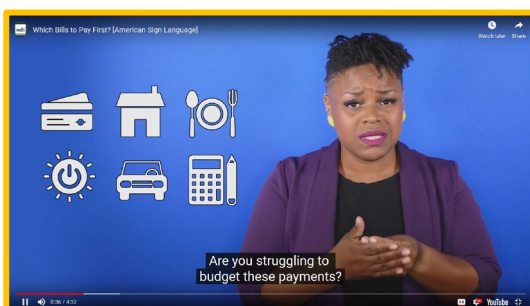 Which Bills to Pay First? [American Sign Language]
Watch later
Share
Are you struggling to
budget these payments?
0:36 / 4:32
CC
YouTube